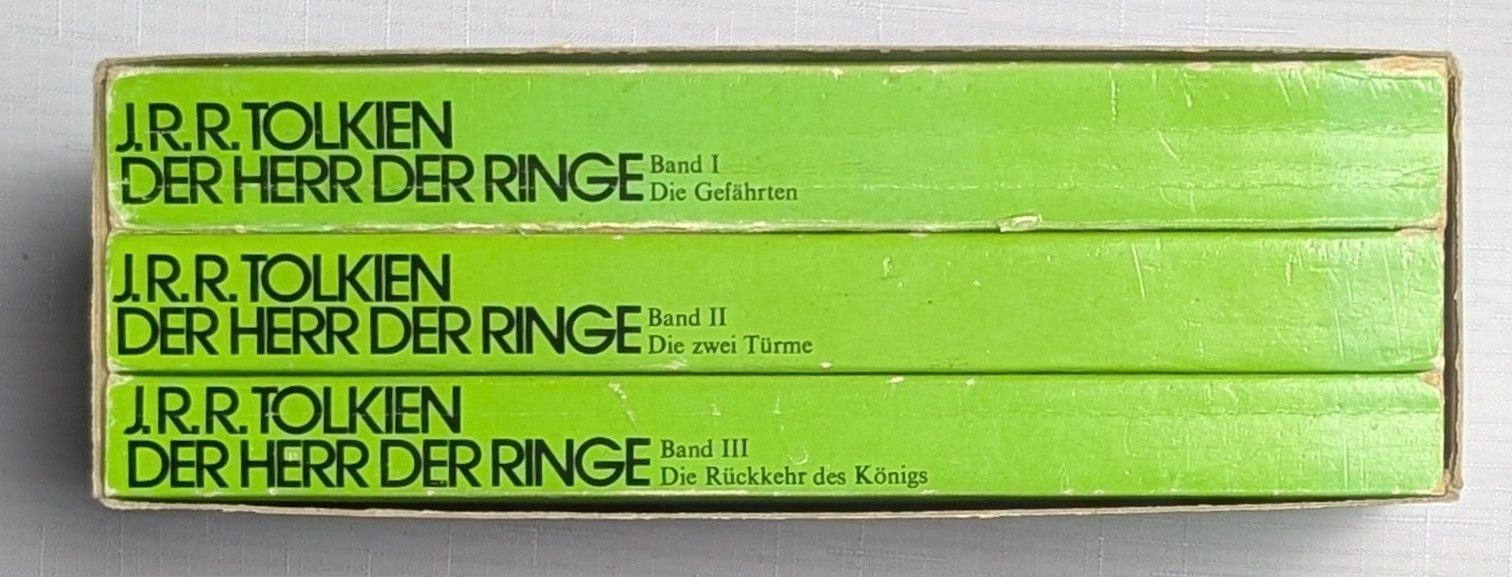 J.R.R. TOLKIEN
DER HERR DER RINGE
Band I
Die Gefährten
J.R.R. TOLKIEN
DER HERR DER RINGE
Band II
Die zwei Türme
J.R.R. TOLKIEN
DER HERR DER RINGE
Band III
Die Rückkehr des Königs